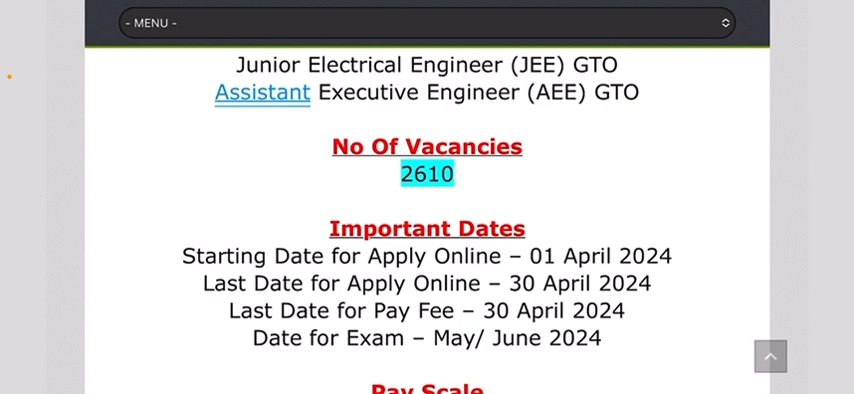 - MENU -
Junior Electrical Engineer (JEE) GTO
Assistant Executive Engineer (AEE) GTO
No Of Vacancies
2610
Important Dates
Starting Date for Apply Online – 01 April 2024
Last Date for Apply Online – 30 April 2024
Last Date for Pay Fee – 30 April 2024
Date for Exam – May/ June 2024
Pay Scale